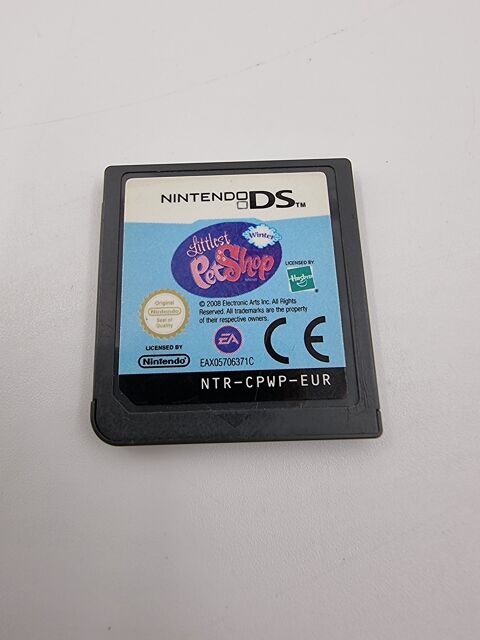 NINTENDO DS TM
Littlest
PetShop
Winter
LICENSED BY
Hasbro
© 2008 Electronic Arts Inc. All Rights
Reserved. All trademarks are the property
of their respective owners.
Original
Nintendo
Seal of
Quality
LICENSED BY
Nintendo
EA
EAX05706371C
CE
NTR-CPWP-EUR